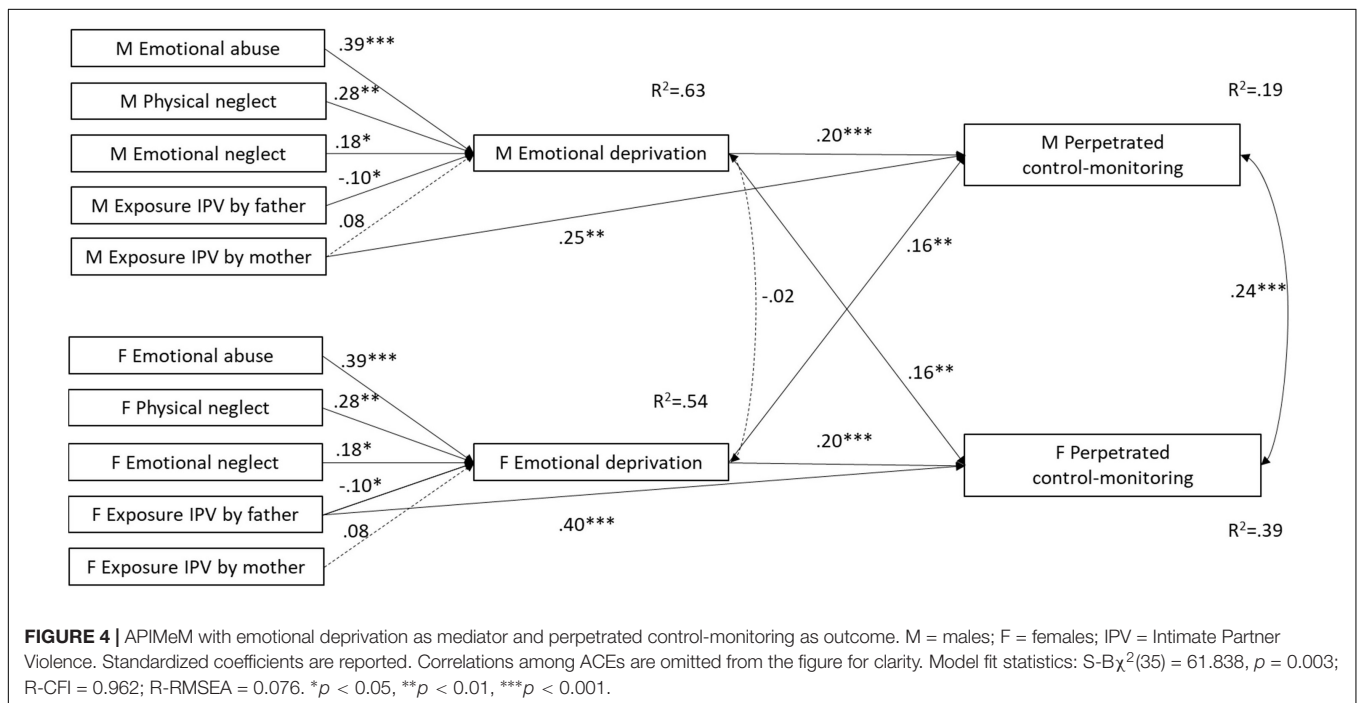 M Emotional abuse
.39***
M Physical neglect
.28**
R²=.63
R²=.19
M Emotional neglect
.18*
M Emotional deprivation
.20***
M Perpetrated
control-monitoring
-.10*
M Exposure IPV by father
.08
M Exposure IPV by mother
.25**
.16**
-.02
.24***
F Emotional abuse
.39***
.16**
F Physical neglect
.28**
R²=.54
F Emotional neglect
.18*
F Emotional deprivation
.20***
F Perpetrated
control-monitoring
-.10*
F Exposure IPV by father
.08
.40***
R²=.39
F Exposure IPV by mother
FIGURE 4 | APIMeM with emotional deprivation as mediator and perpetrated control-monitoring as outcome. M = males; F = females; IPV = Intimate Partner
Violence. Standardized coefficients are reported. Correlations among ACEs are omitted from the figure for clarity. Model fit statistics: S-Bχ²(35) = 61.838, p = 0.003;
R-CFI = 0.962; R-RMSEA = 0.076. *p < 0.05, **p < 0.01, ***p < 0.001.